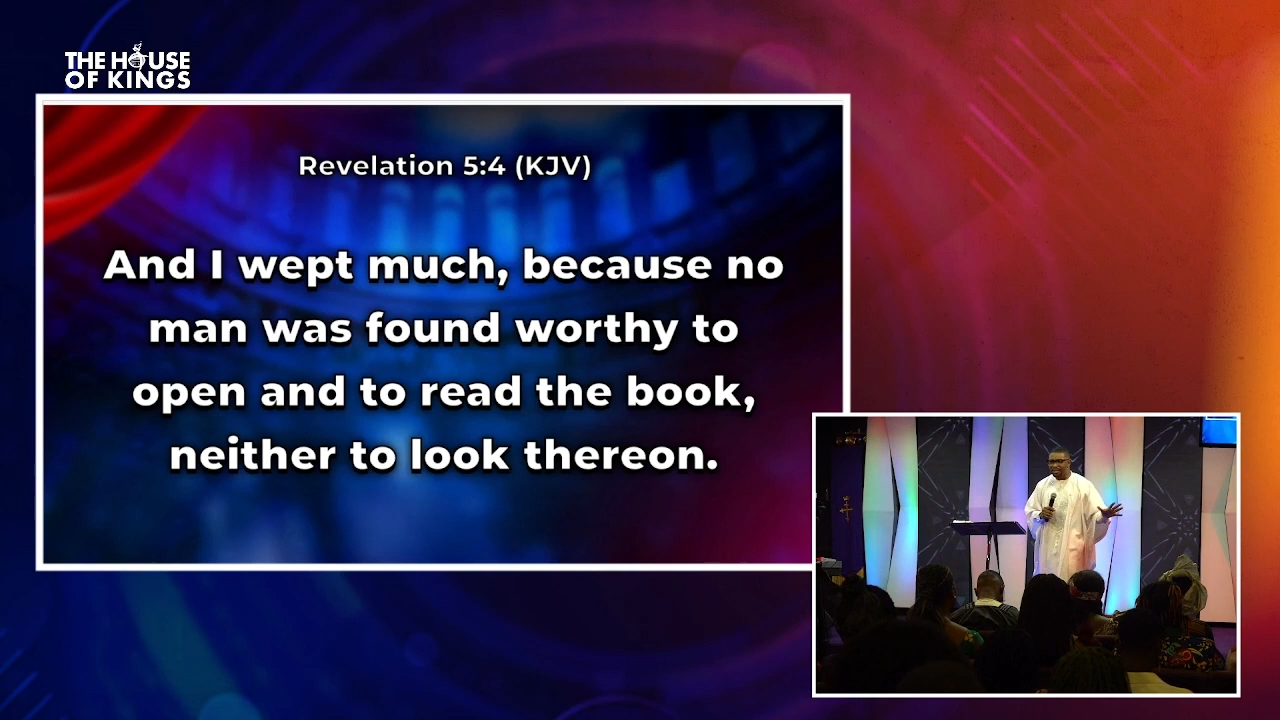 THE HOUSE
OF KINGS
Revelation 5:4 (KJV)
And I wept much, because no
man was found worthy to
open and to read the book,
neither to look thereon.